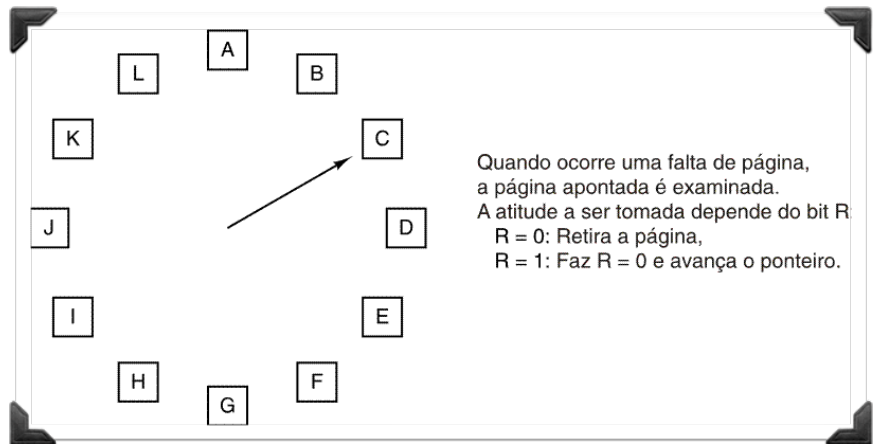 A
L
B
K
C
J
D
I
E
H
F
G
Quando ocorre uma falta de página,
a página apontada é examinada.
A atitude a ser tomada depende do bit R
R = 0: Retira a página,
R = 1: Faz R = 0 e avança o ponteiro.